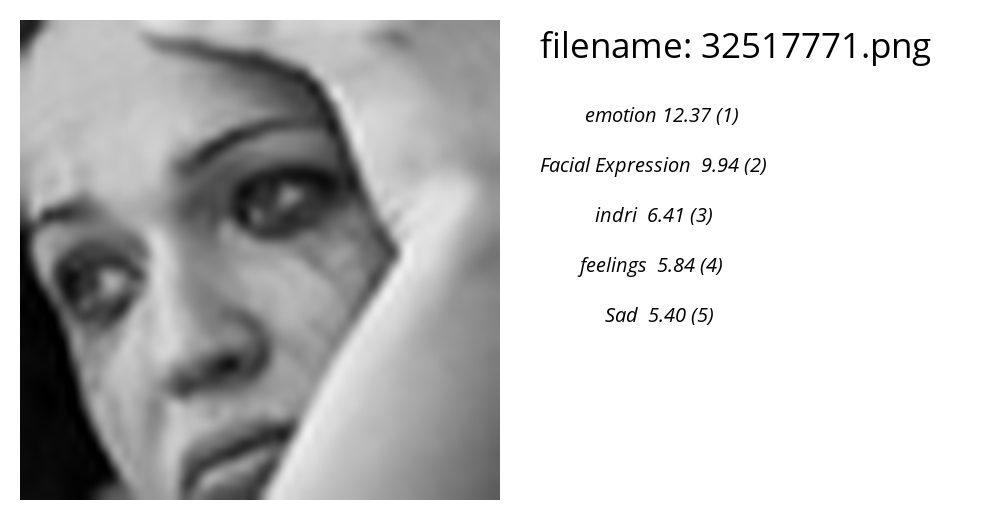 filename: 32517771.png
emotion 12.37 (1)
Facial Expression 9.94 (2)
indri 6.41 (3)
feelings 5.84 (4)
Sad 5.40 (5)